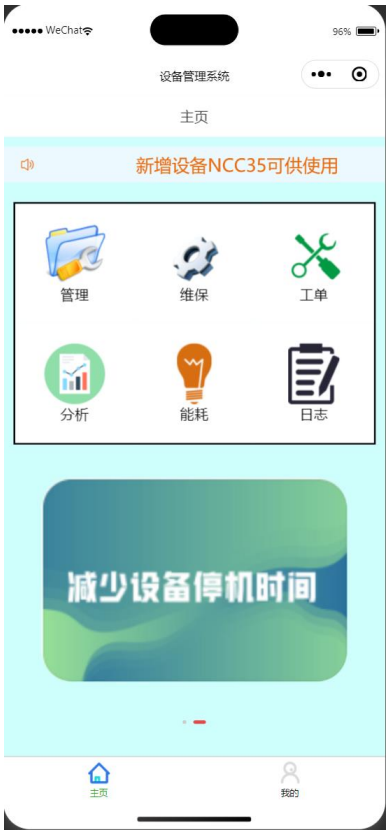 WeChat
96%
设备管理系统
主页
新增设备NCC35可供使用
管理
维保
工单
分析
能耗
日志
减少设备停机时间
主页
我的